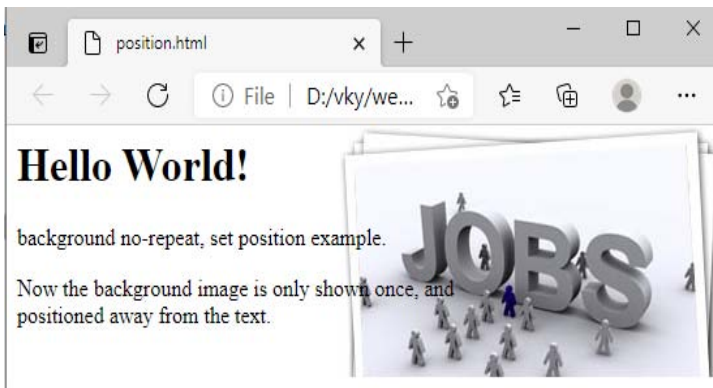 position.html
File | D:/vky/we...
Hello World!
background no-repeat, set position example.
Now the background image is only shown once, and
positioned away from the text.
JOBS